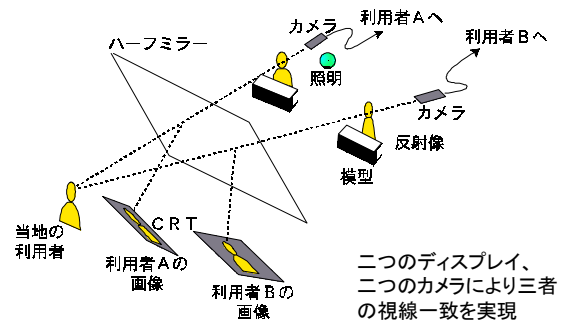 カメラ
利用者Aへ
ハーフミラー
照明
利用者Bへ
カメラ
反射像
模型
当地の
利用者
CRT
利用者Aの
画像
利用者Bの
画像
二つのディスプレイ、
二つのカメラにより三者
の視線一致を実現